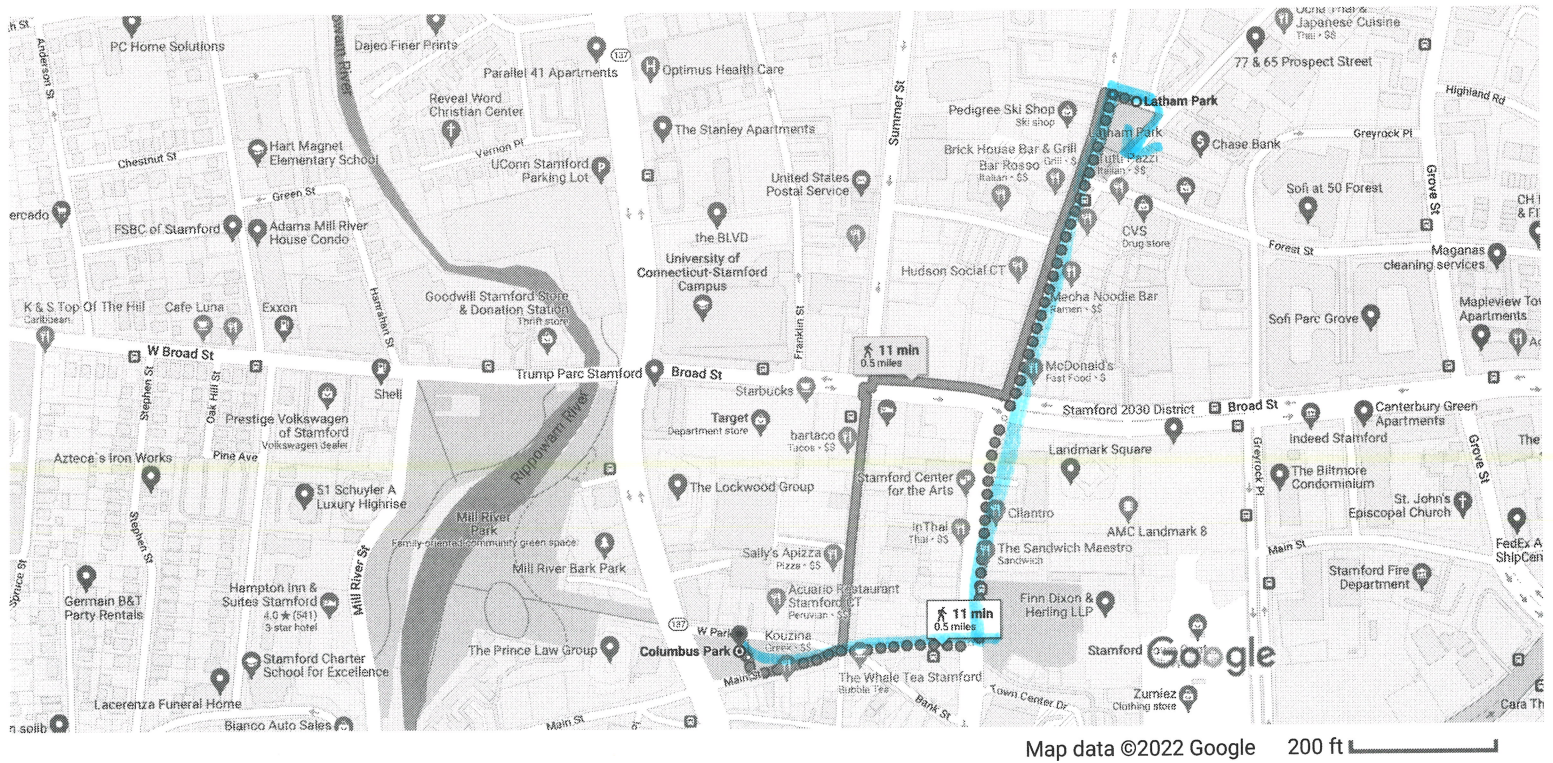 PC Home Solutions
Dajeo Finer Prints
Parallel 41 Apartments
137
Optimus Health Care
Japanese Cuisine
Thai • $$
77 & 65 Prospect Street
Anderson St
Reveal Word
Christian Center
The Stanley Apartments
Summer St
Pedigree Ski Shop
Ski shop
Latham Park
Latham Park
Highland Rd
Greyrock Pl
Chase Bank
Hart Magnet
Elementary School
Chestnut St
Vernon Pl
UConn Stamford
Parking Lot
United States
Postal Service
Brick House Bar & Grill
Grill • $
Bar Rosso
Italian • $$
Tutti Pazzi
Italian • $$
Sofi at 50 Forest
Grove St
Green St
FSBC of Stamford
Adams Mill River
House Condo
the BLVD
CVS
Drug store
Forest St
Maganas
cleaning services
University of
Connecticut-Stamford
Campus
Hudson Social CT
Mecha Noodle Bar
Ramen • $$
K & S Top Of The Hill
Caribbean
Cafe Luna
Exxon
Hanrahan St
Goodwill Stamford Store
& Donation Station
Thrift store
Franklin St
Sofi Parc Grove
Apartments
W Broad St
11 min
0.5 miles
McDonald's
Fast Food • $
Trump Parc Stamford
Broad St
Starbucks
Shell
Stephen St
Oak Hill St
Prestige Volkswagen
of Stamford
Volkswagen dealer
Rippowam River
Target
Department store
bartaco
Tacos • $$
Stamford 2030 District
Broad St
Canterbury Green
Apartments
Indeed Stamford
Azteca's Iron Works
Pine Ave
Landmark Square
Greyrock Pl
Grove St
The
51 Schuyler A
Luxury Highrise
The Lockwood Group
Stamford Center
for the Arts
The Biltmore
Condominium
Cilantro
AMC Landmark 8
St. John's
Episcopal Church
Stephen St
Mill River
Park
Family-oriented community green space
inThai
Thai • $$
The Sandwich Maestro
Sandwich
Main St
FedEx
Spruce St
Mill River Bark Park
Sally's Apizza
Pizza • $$
Stamford Fire
Department
Germain B&T
Party Rentals
Hampton Inn &
Suites Stamford
4.0 ★ (541)
3-star hotel
Mill River St
Acuario Restaurant
Stamford CT
Peruvian • $$
11 min
0.5 miles
Finn Dixon &
Herling LLP
137
W Park
Kouzina
Greek • $$
Columbus Park
The Prince Law Group
Stamford
Google
Stamford Charter
School for Excellence
Main St
The Whale Tea Stamford
Bubble Tea
Town Center Dr
Bank St
Zumiez
Clothing store
Lacerenza Funeral Home
Bianco Auto Sales
Main St
Cara
Map data ©2022 Google 200 ft